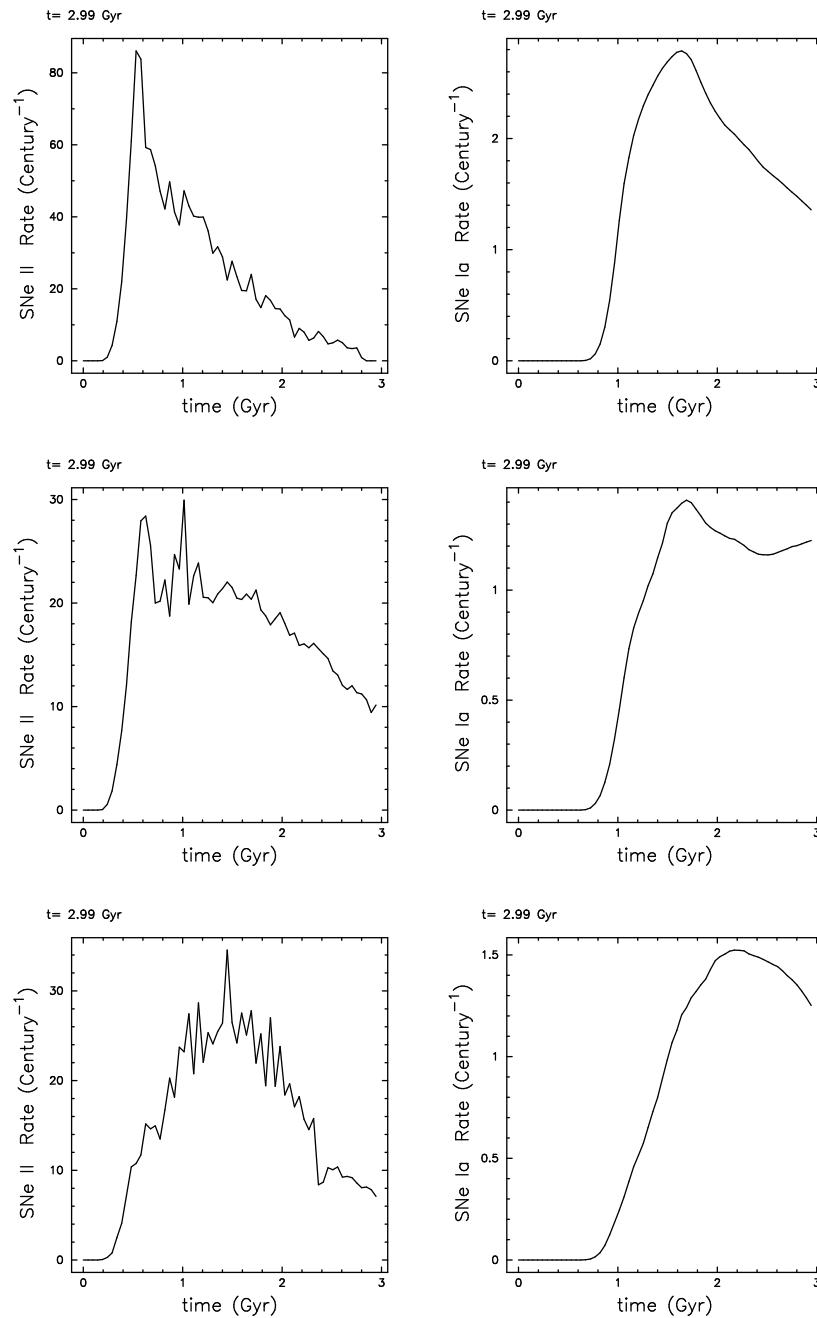 t= 2.99 Gyr
SNe II Rate (Century⁻¹)
80
60
40
20
0
0 1 2 3
time (Gyr)
t= 2.99 Gyr
SNe Ia Rate (Century⁻¹)
2
1
0
0 1 2 3
time (Gyr)
t= 2.99 Gyr
SNe II Rate (Century⁻¹)
30
20
10
0
0 1 2 3
time (Gyr)
t= 2.99 Gyr
SNe Ia Rate (Century⁻¹)
1
0.5
0
0 1 2 3
time (Gyr)
t= 2.99 Gyr
SNe II Rate (Century⁻¹)
30
20
10
0
0 1 2 3
time (Gyr)
t= 2.99 Gyr
SNe Ia Rate (Century⁻¹)
1.5
1
0.5
0
0 1 2 3
time (Gyr)